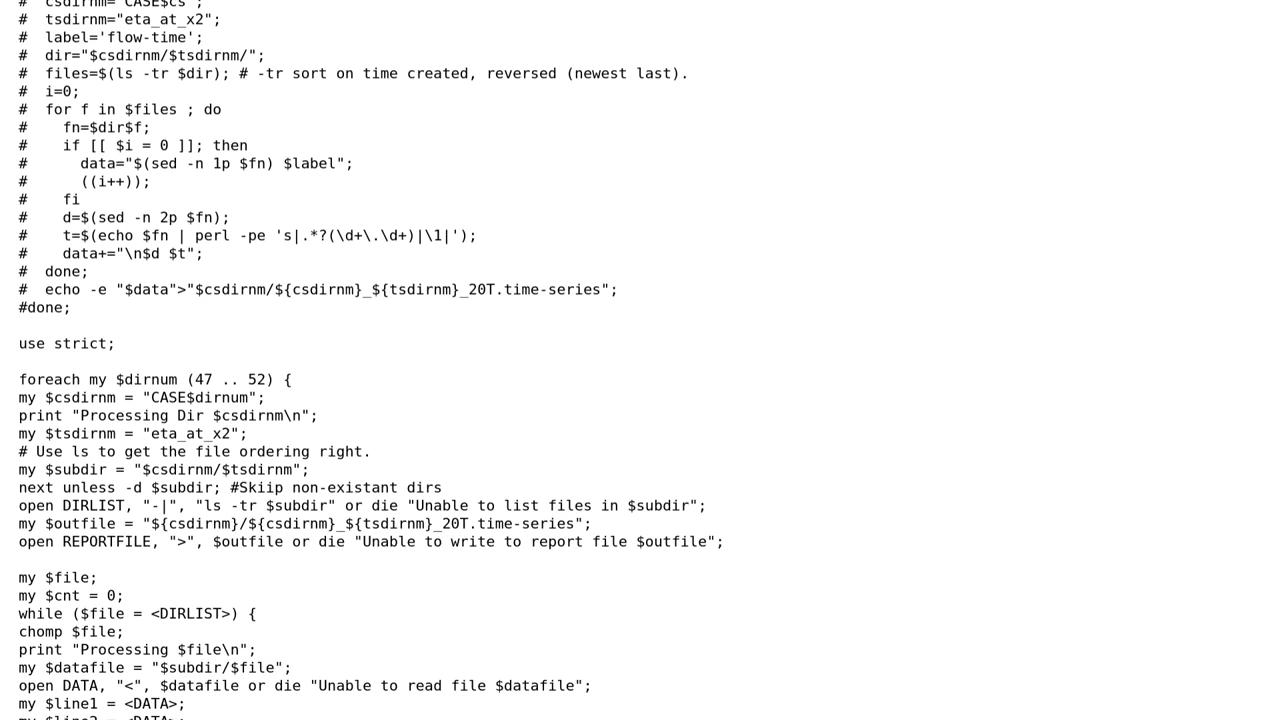 #  csdirnm="CASE$cs";
#  tsdirnm="eta_at_x2";
#  label='flow-time';
#  dir="$csdirnm/$tsdirnm/";
#  files=$(ls -tr $dir); # -tr sort on time created, reversed (newest last).
#  i=0;
#  for f in $files ; do
#    fn=$dir$f;
#    if [[ $i = 0 ]]; then
#      data="$(sed -n 1p $fn) $label";
#      ((i++));
#    fi
#    d=$(sed -n 2p $fn);
#    t=$(echo $fn | perl -pe 's|.*?(\d+\.\d+)|\1|');
#    data+="\n$d $t";
#  done;
#  echo -e "$data">"$csdirnm/${csdirnm}_${tsdirnm}_20T.time-series";
#done;

use strict;

foreach my $dirnum (47 .. 52) {
my $csdirnm = "CASE$dirnum";
print "Processing Dir $csdirnm\n";
my $tsdirnm = "eta_at_x2";
# Use ls to get the file ordering right.
my $subdir = "$csdirnm/$tsdirnm";
next unless -d $subdir; #Skiip non-existant dirs
open DIRLIST, "-|", "ls -tr $subdir" or die "Unable to list files in $subdir";
my $outfile = "${csdirnm}/${csdirnm}_${tsdirnm}_20T.time-series";
open REPORTFILE, ">", $outfile or die "Unable to write to report file $outfile";

my $file;
my $cnt = 0;
while ($file = <DIRLIST>) {
chomp $file;
print "Processing $file\n";
my $datafile = "$subdir/$file";
open DATA, "<", $datafile or die "Unable to read file $datafile";
my $line1 = <DATA>;
my $line2 = <DATA>;